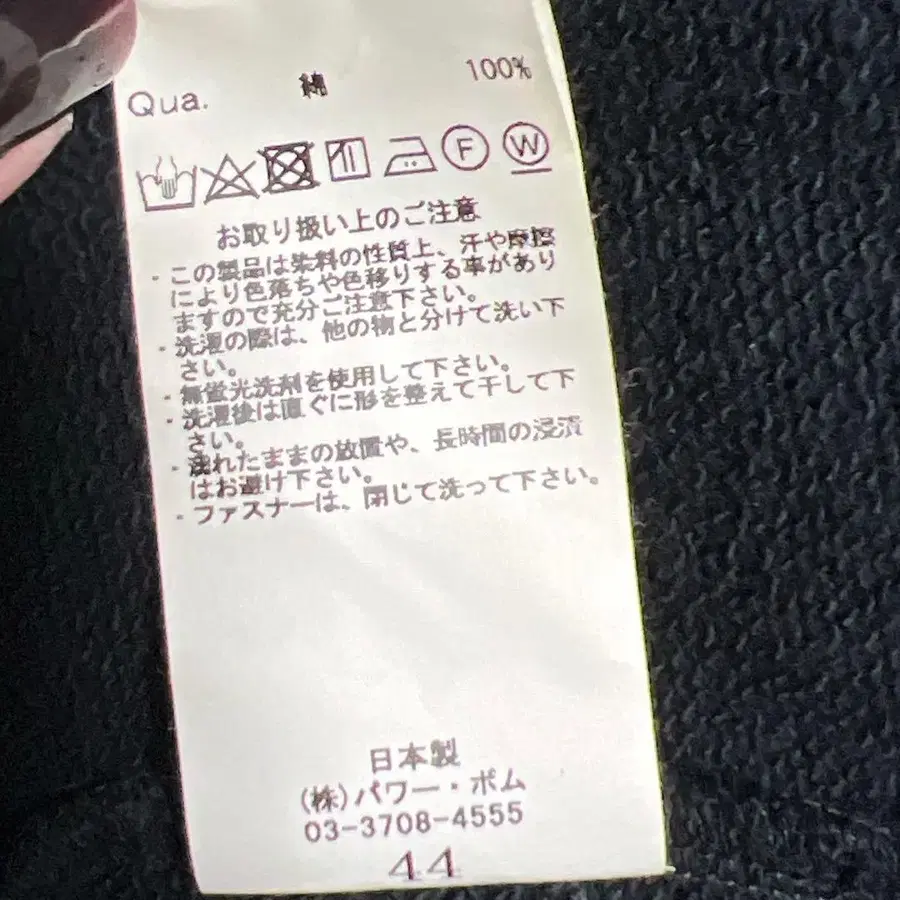 Qua. 綿 100%
F W
お取り扱い上のご注意
・この製品は染料の性質上、汗や摩擦
により色落ちや色移りする事があり
ますので充分ご注意下さい。
・洗濯の際は、他の物と分けて洗い下
さい。
・無蛍光洗剤を使用して下さい。
・洗濯後は直ぐに形を整えて干して下
さい。
・濡れたままの放置や、長時間の浸漬
はお避け下さい。
・ファスナーは、閉じて洗って下さい。
日本製
(株)パワー・ボム
03-3708-4555
44